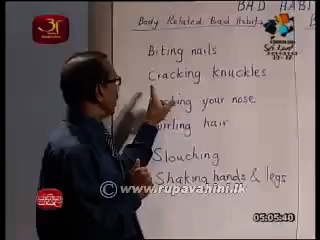 BAD HABI
Body Related Bad Habits
Biting nails
Cracking knuckles
your nose
hair
Slouching
Shaking hands & legs
© www.rupavahini.lk
05:05:40